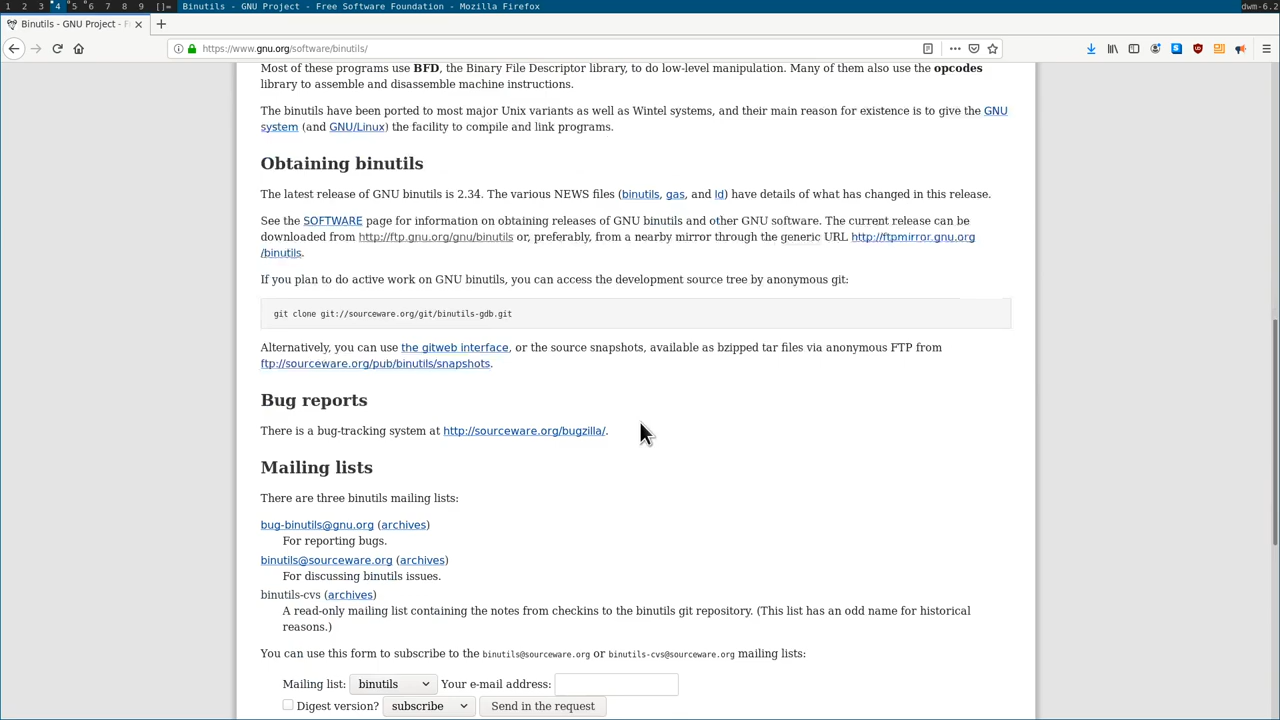 1 2 3 4 5 6 7 8 9 []= Binutils - GNU Project - Free Software Foundation - Mozilla Firefox dwm-6.2
Binutils - GNU Project - F
https://www.gnu.org/software/binutils/
Most of these programs use BFD, the Binary File Descriptor library, to do low-level manipulation. Many of them also use the opcodes
library to assemble and disassemble machine instructions.
The binutils have been ported to most major Unix variants as well as Wintel systems, and their main reason for existence is to give the GNU
system (and GNU/Linux) the facility to compile and link programs.
Obtaining binutils
The latest release of GNU binutils is 2.34. The various NEWS files (binutils, gas, and ld) have details of what has changed in this release.
See the SOFTWARE page for information on obtaining releases of GNU binutils and other GNU software. The current release can be
downloaded from http://ftp.gnu.org/gnu/binutils or, preferably, from a nearby mirror through the generic URL http://ftpmirror.gnu.org
/binutils.
If you plan to do active work on GNU binutils, you can access the development source tree by anonymous git:
git clone git://sourceware.org/git/binutils-gdb.git
Alternatively, you can use the gitweb interface, or the source snapshots, available as bzipped tar files via anonymous FTP from
ftp://sourceware.org/pub/binutils/snapshots.
Bug reports
There is a bug-tracking system at http://sourceware.org/bugzilla/.
Mailing lists
There are three binutils mailing lists:
bug-binutils@gnu.org (archives)
For reporting bugs.
binutils@sourceware.org (archives)
For discussing binutils issues.
binutils-cvs (archives)
A read-only mailing list containing the notes from checkins to the binutils git repository. (This list has an odd name for historical
reasons.)
You can use this form to subscribe to the binutils@sourceware.org or binutils-cvs@sourceware.org mailing lists:
Mailing list: binutils Your e-mail address:
Digest version? subscribe Send in the request